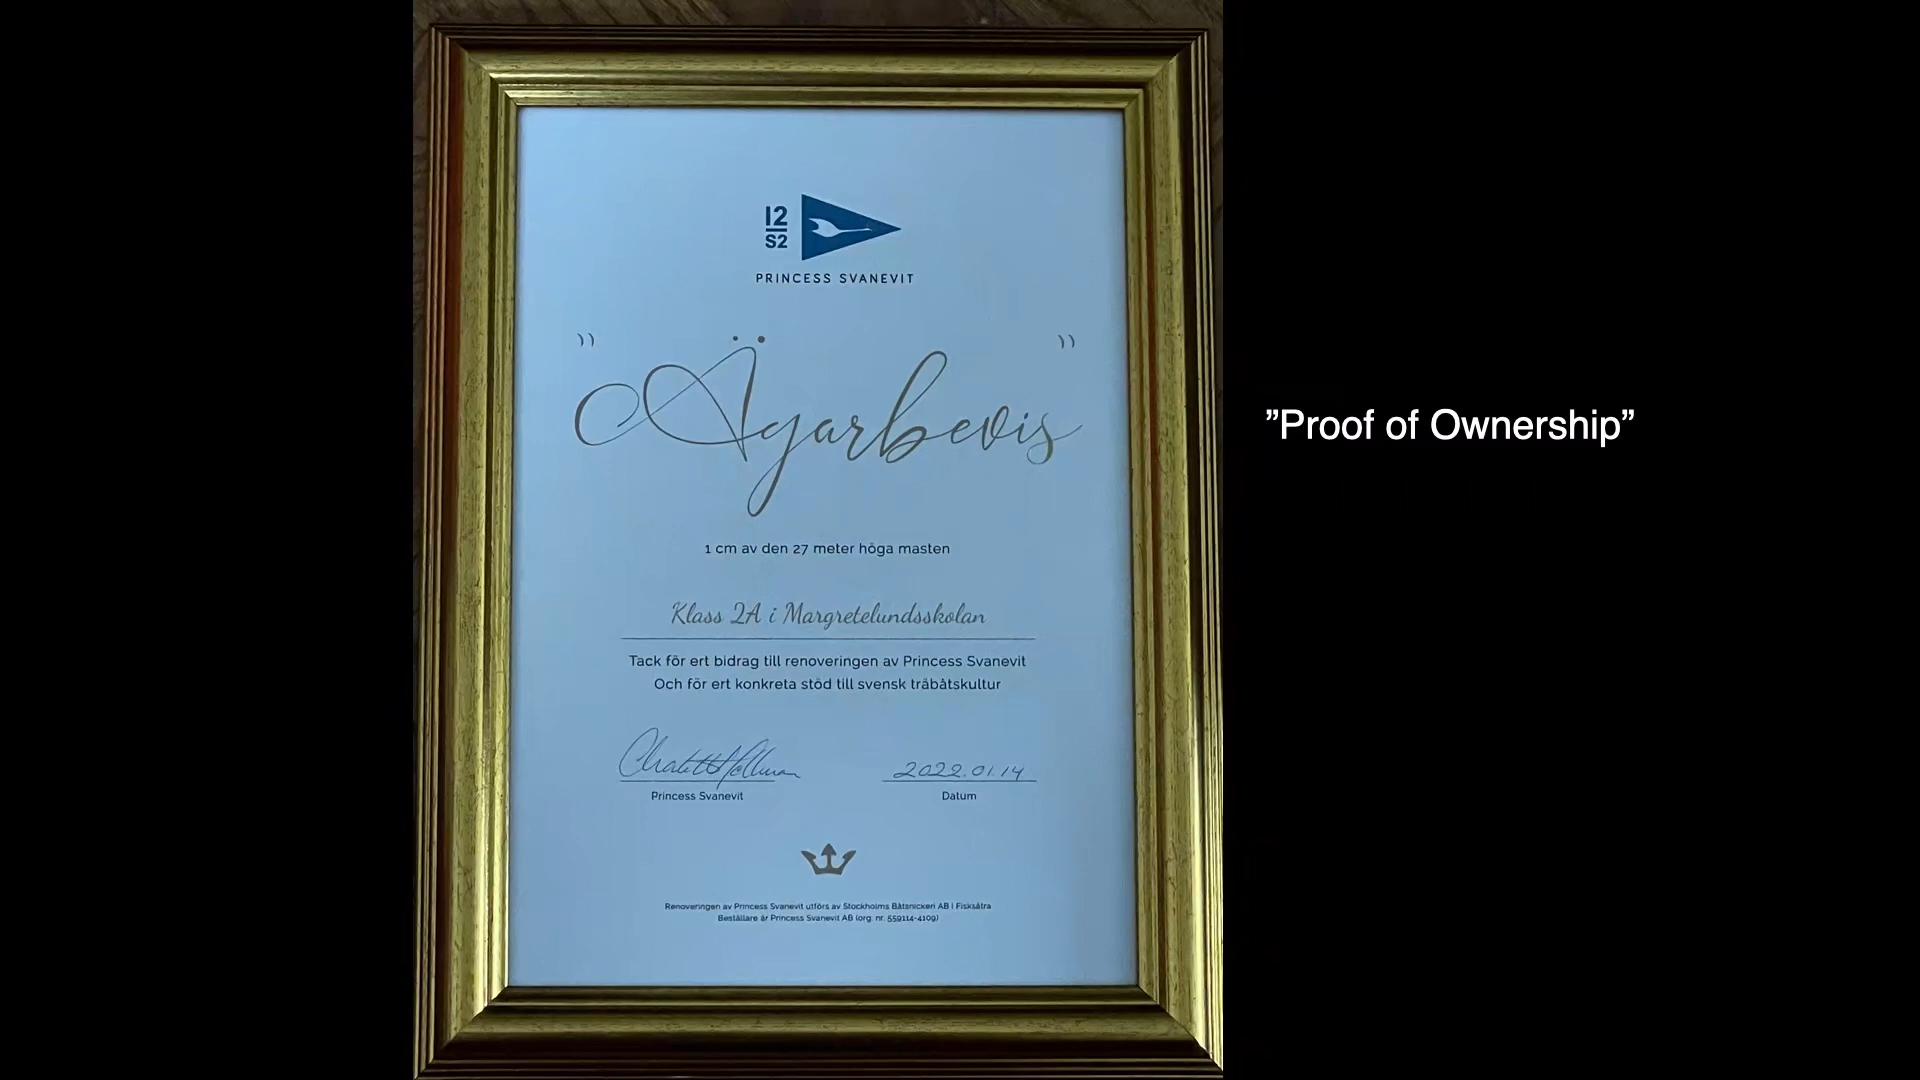 12
S2
PRINCESS SVANEVIT
”Ägarbevis”
”Proof of Ownership”
1 cm av den 27 meter höga masten
Klass 2A i Margretelundsskolan
Tack för ert bidrag till renoveringen av Princess Svanevit
Och för ert konkreta stöd till svensk träbåtskultur
2022.01.14
Princess Svanevit
Datum
Renoveringen av Princess Svanevit utförs av Stockholms Båtsnickeri AB i Fisksätra
Beställare är Princess Svanevit AB (org. nr. 559114-4109)